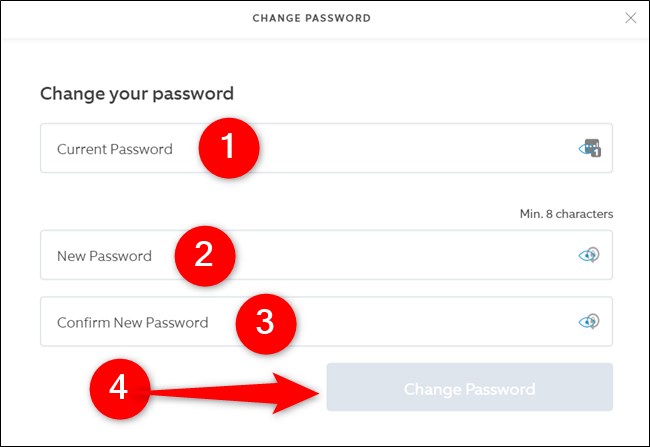 CHANGE PASSWORD
Change your password
Current Password 1
1
Min. 8 characters
New Password 2
Confirm New Password 3
4 Change Password